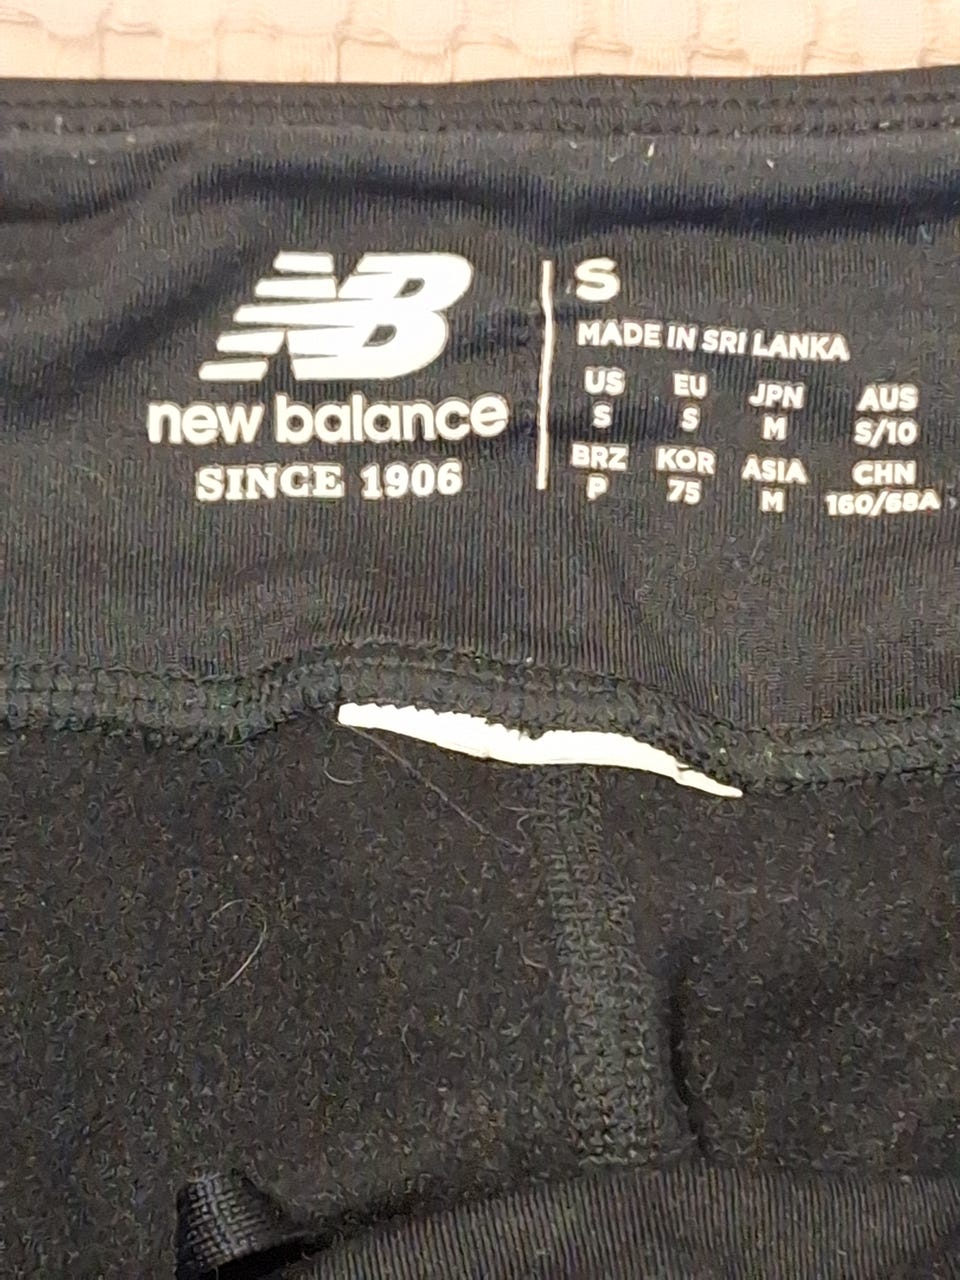 NB
new balance
SINCE 1906
S
MADE IN SRI LANKA
US EU JPN AUS
S S M S/10
BRZ KOR ASIA CHN
P 75 M 160/68A